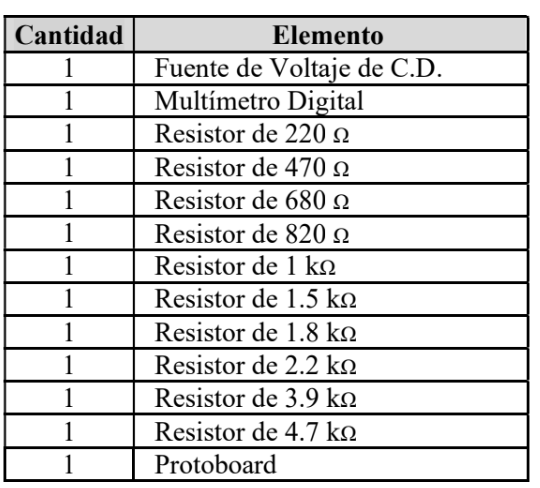 Cantidad Elemento
1 Fuente de Voltaje de C.D.
1 Multímetro Digital
1 Resistor de 220 Ω
1 Resistor de 470 Ω
1 Resistor de 680 Ω
1 Resistor de 820 Ω
1 Resistor de 1 kΩ
1 Resistor de 1.5 kΩ
1 Resistor de 1.8 kΩ
1 Resistor de 2.2 kΩ
1 Resistor de 3.9 kΩ
1 Resistor de 4.7 kΩ
1 Protoboard